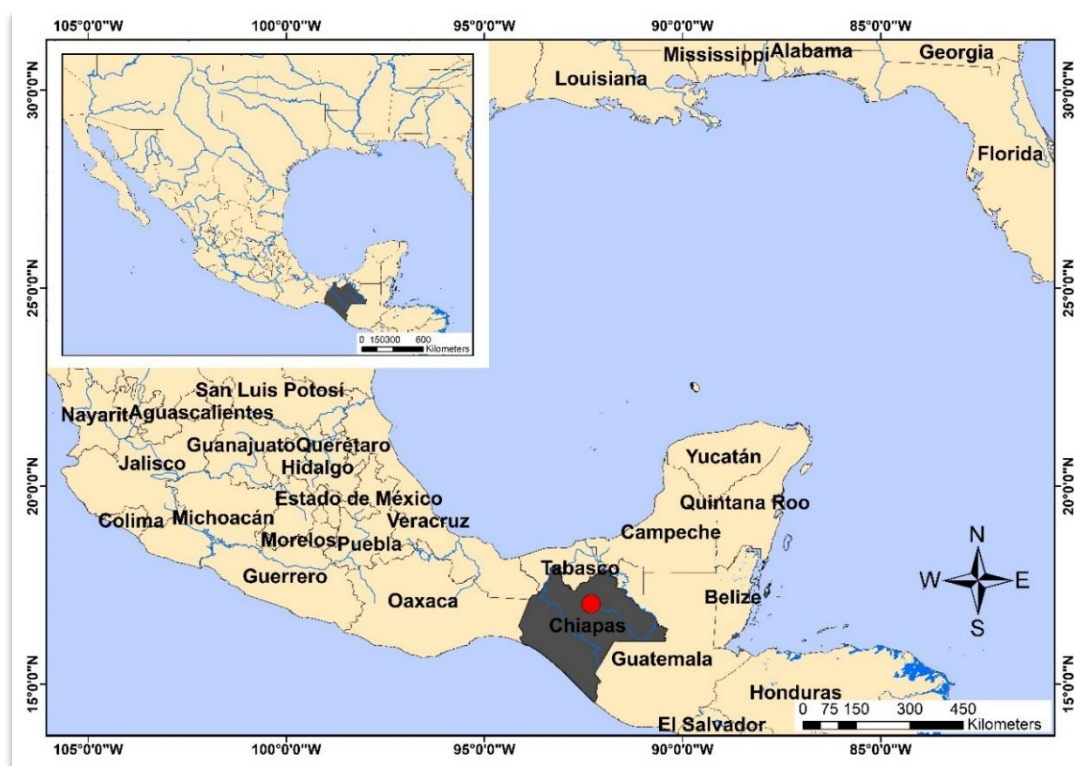 105°0'0"W 100°0'0"W 95°0'0"W 90°0'0"W 85°0'0"W
Mississippi Alabama Georgia
Louisiana
30°0'0"N 30°0'0"N
Florida
25°0'0"N 25°0'0"N
0 150300 600
Kilometers
San Luis Potosí
Nayarit Aguascalientes
Guanajuato Querétaro
Yucatán
Jalisco
Hidalgo
20°0'0"N 20°0'0"N
Estado de México
Quintana Roo
Colima Michoacán Veracruz
Campeche
Morelos Puebla
N
Guerrero
Tabasco
W E
Oaxaca
Belize
S
Chiapas
Guatemala
15°0'0"N 15°0'0"N
Honduras
0 75 150 300 450
El Salvador
Kilometers
105°0'0"W 100°0'0"W 95°0'0"W 90°0'0"W 85°0'0"W